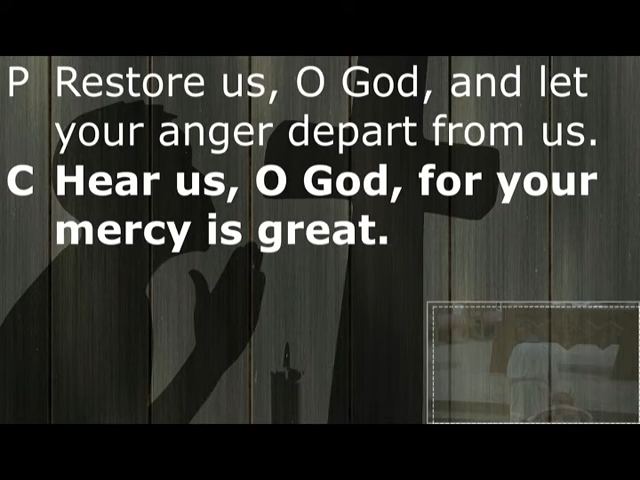 P Restore us, O God, and let
your anger depart from us.
C Hear us, O God, for your
mercy is great.